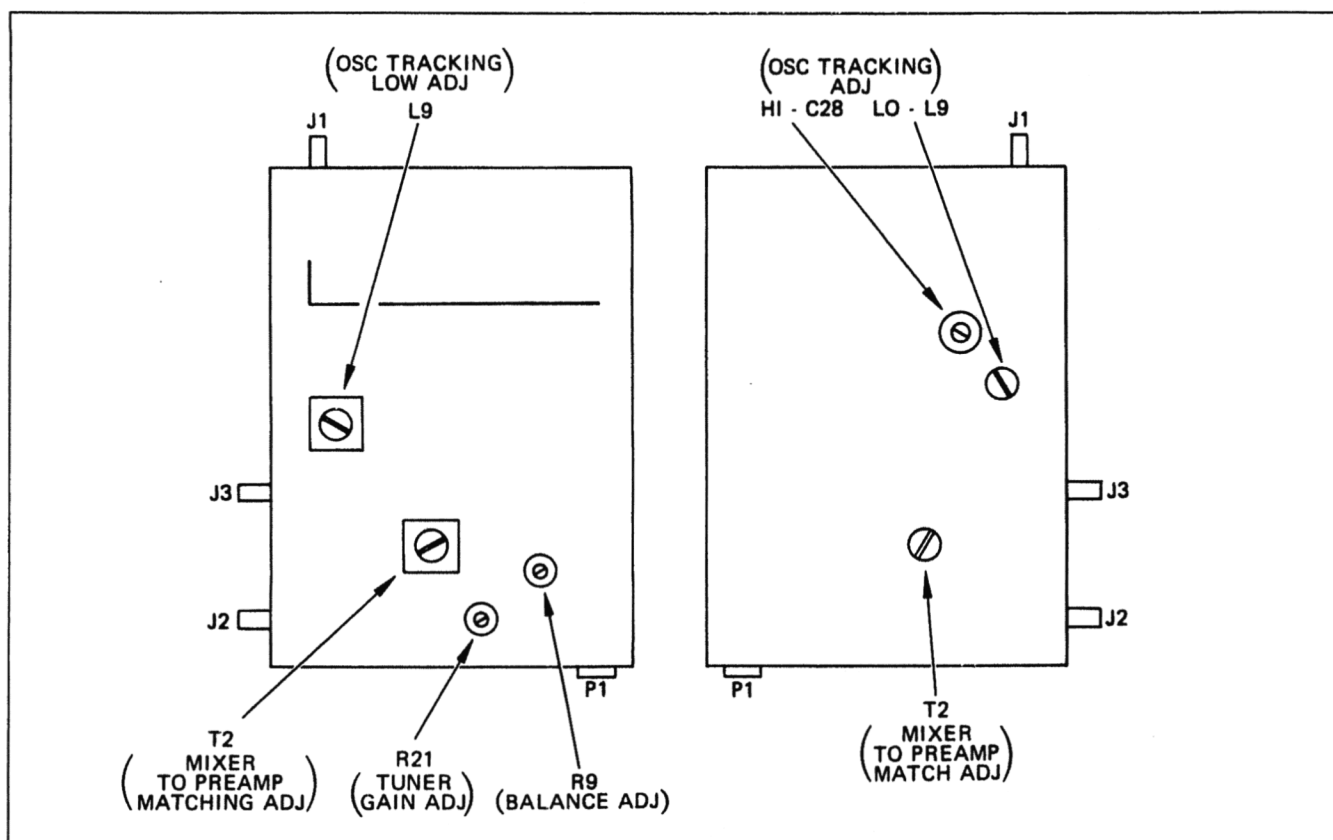 (OSC TRACKING
LOW ADJ)
L9
J1
J3
J2
P1
T2
(MIXER
TO PREAMP
MATCHING ADJ)
R21
(TUNER
GAIN ADJ)
R9
(BALANCE ADJ)
(OSC TRACKING
ADJ)
HI - C28 LO - L9
J1
J3
J2
P1
T2
(MIXER
TO PREAMP
MATCH ADJ)